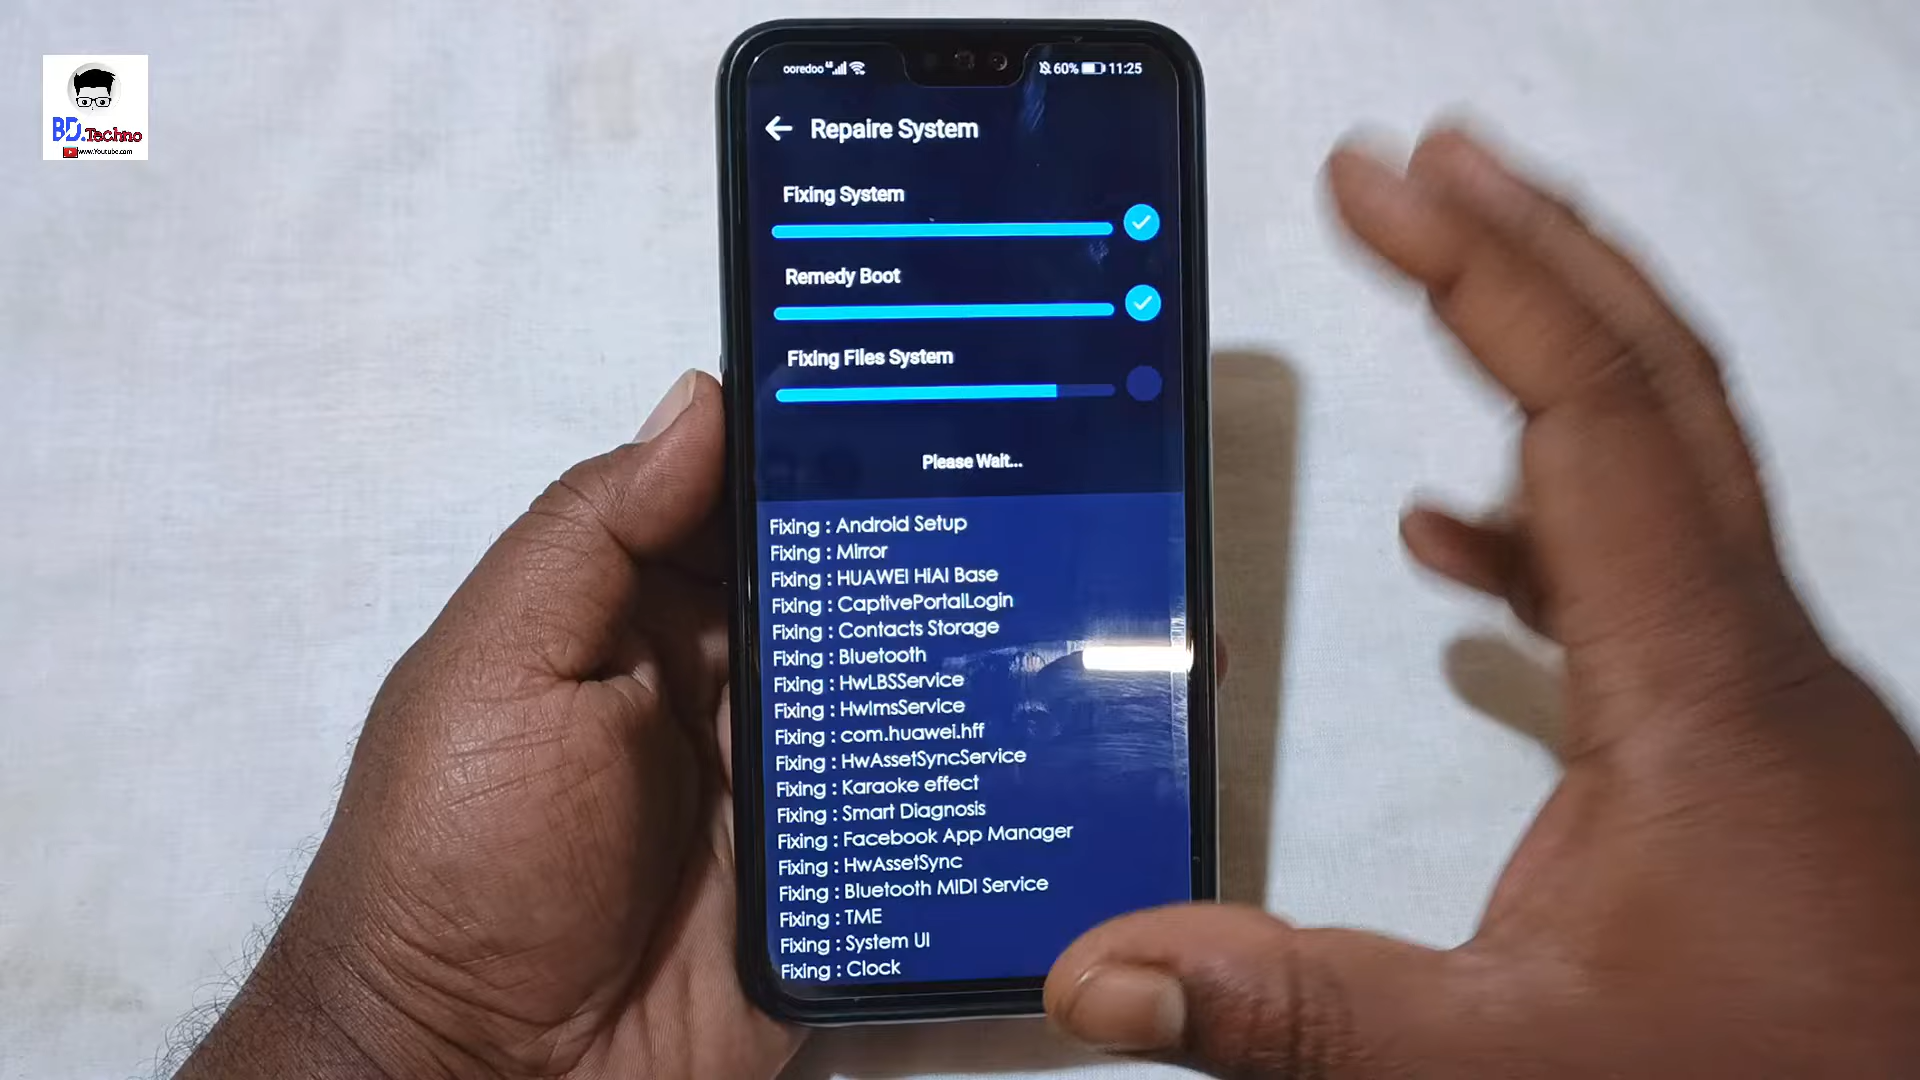 BD.Techno
www.Youtube.com
ooredoo
60%
11:25
Repaire System
Fixing System
Remedy Boot
Fixing Files System
Please Wait...
Fixing : Android Setup
Fixing : Mirror
Fixing : HUAWEI HiAI Base
Fixing : CaptivePortalLogin
Fixing : Contacts Storage
Fixing : Bluetooth
Fixing : HwLBSService
Fixing : HwImsService
Fixing : com.huawei.hff
Fixing : HwAssetSyncService
Fixing : Karaoke effect
Fixing : Smart Diagnosis
Fixing : Facebook App Manager
Fixing : HwAssetSync
Fixing : Bluetooth MIDI Service
Fixing : TME
Fixing : System UI
Fixing : Clock